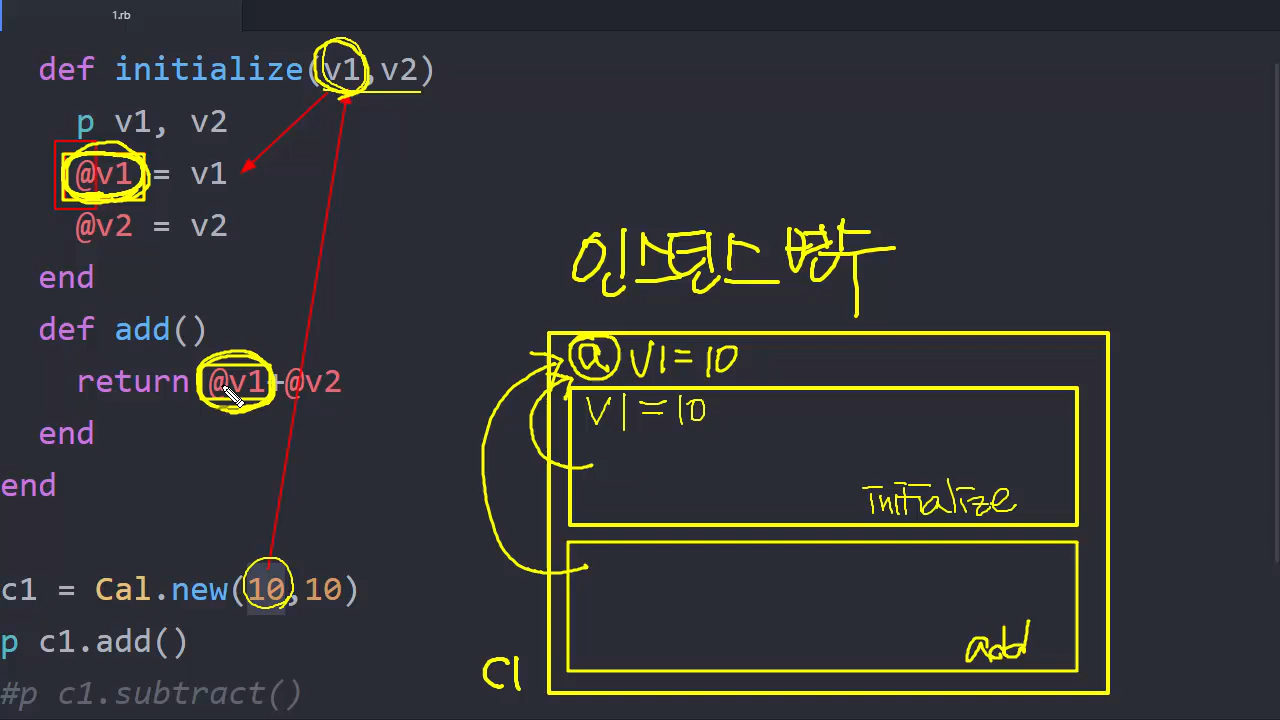 1.rb
def initialize(v1,v2)
p v1, v2
@v1 = v1
@v2 = v2
end
def add()
return @v1+@v2
end
end
c1 = Cal.new(10,10)
p c1.add()
#p c1.subtract()
인스턴스 변수
@ V1=10
V1=10
initialize
add
C1